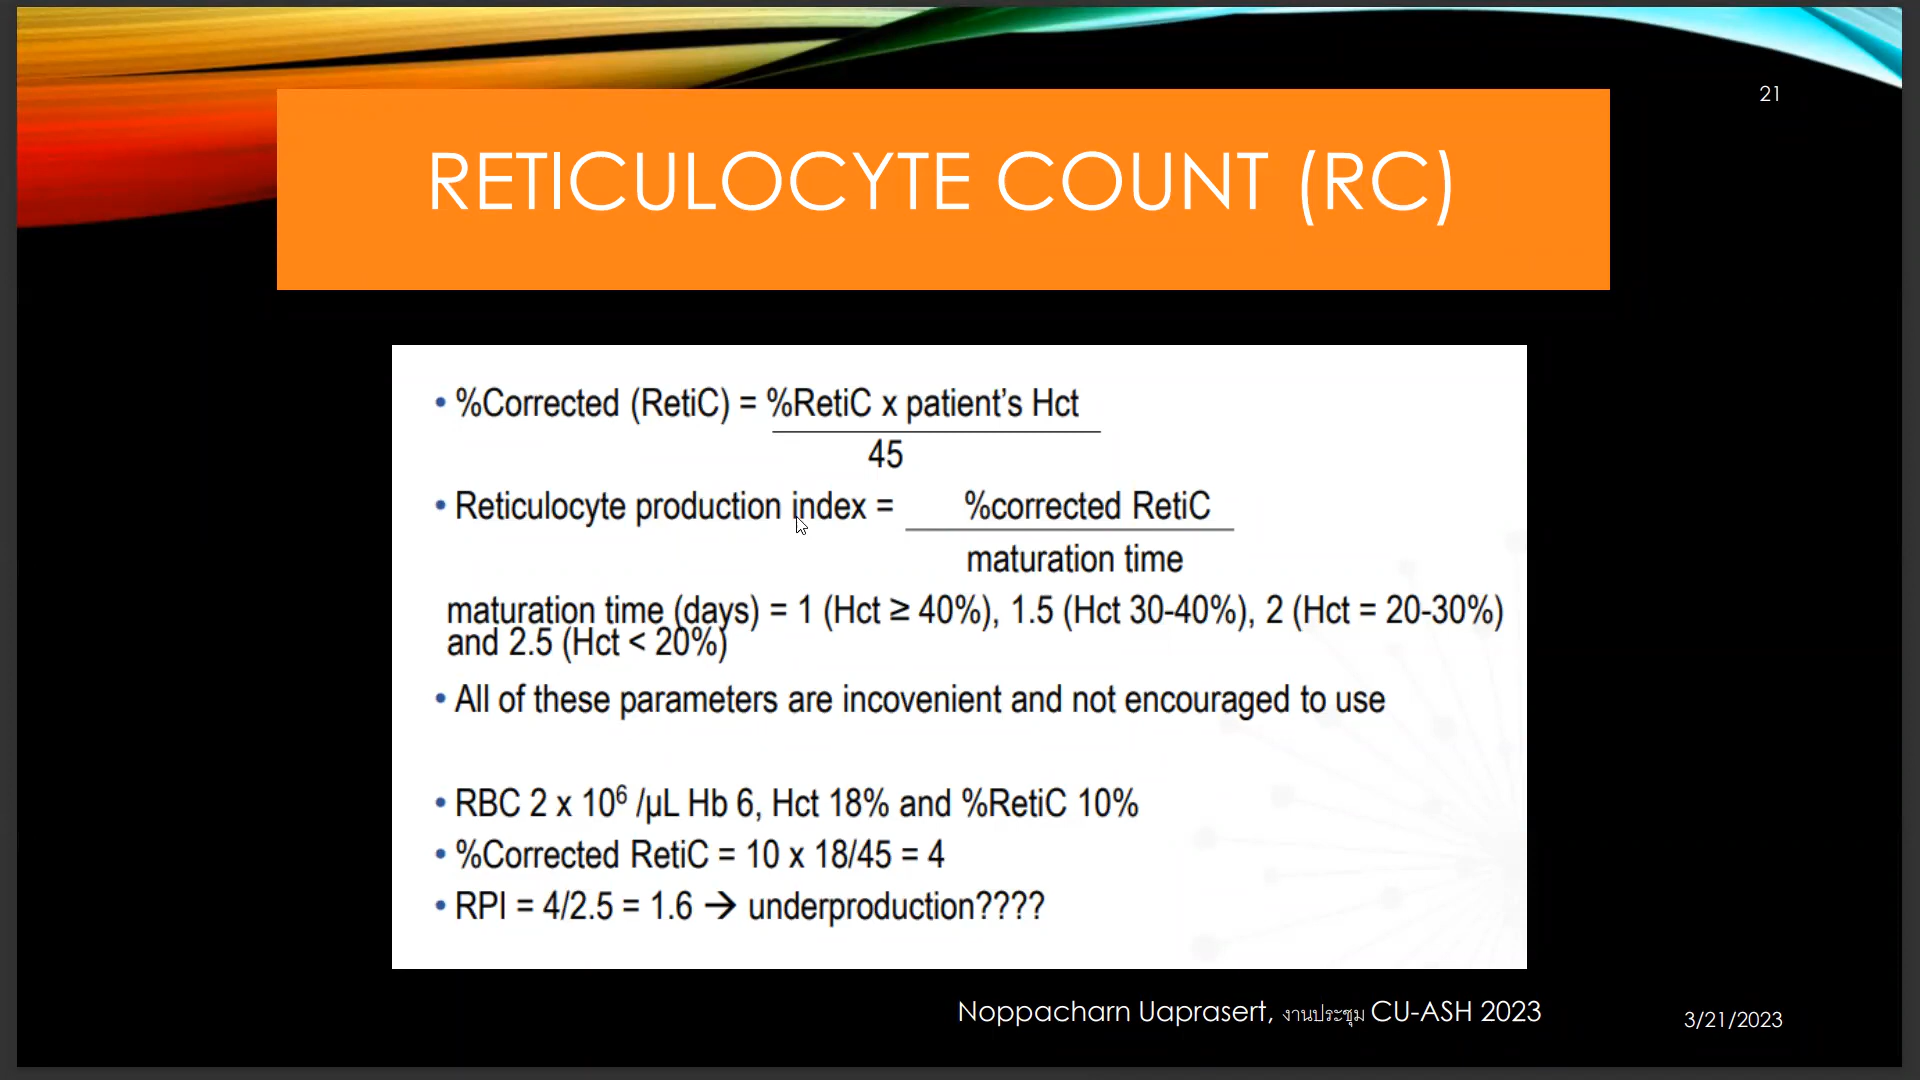 21
RETICULOCYTE COUNT (RC)
• %Corrected (RetiC) = %RetiC x patient's Hct
45
• Reticulocyte production index = %corrected RetiC
maturation time
maturation time (days) = 1 (Hct ≥ 40%), 1.5 (Hct 30-40%), 2 (Hct = 20-30%)
and 2.5 (Hct < 20%)
• All of these parameters are incovenient and not encouraged to use
• RBC 2 x 10⁶ /µL Hb 6, Hct 18% and %RetiC 10%
• %Corrected RetiC = 10 x 18/45 = 4
• RPI = 4/2.5 = 1.6 → underproduction????
Noppacharn Uaprasert, งานประชุม CU-ASH 2023
3/21/2023